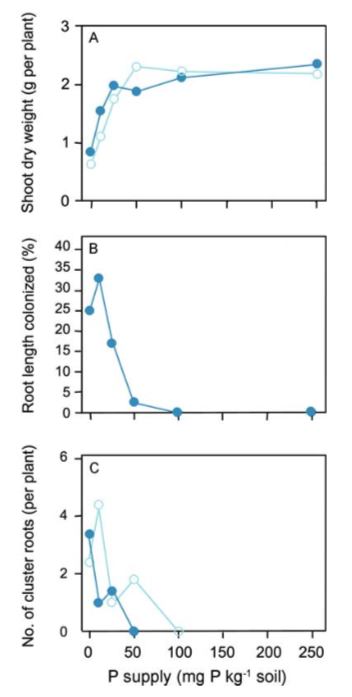 A
Shoot dry weight (g per plant)
3
2
1
0
B
Root length colonized (%)
40
35
30
25
20
15
10
5
0
C
No. of cluster roots (per plant)
6
4
2
0
0 50 100 150 200 250
P supply (mg P kg⁻¹ soil)